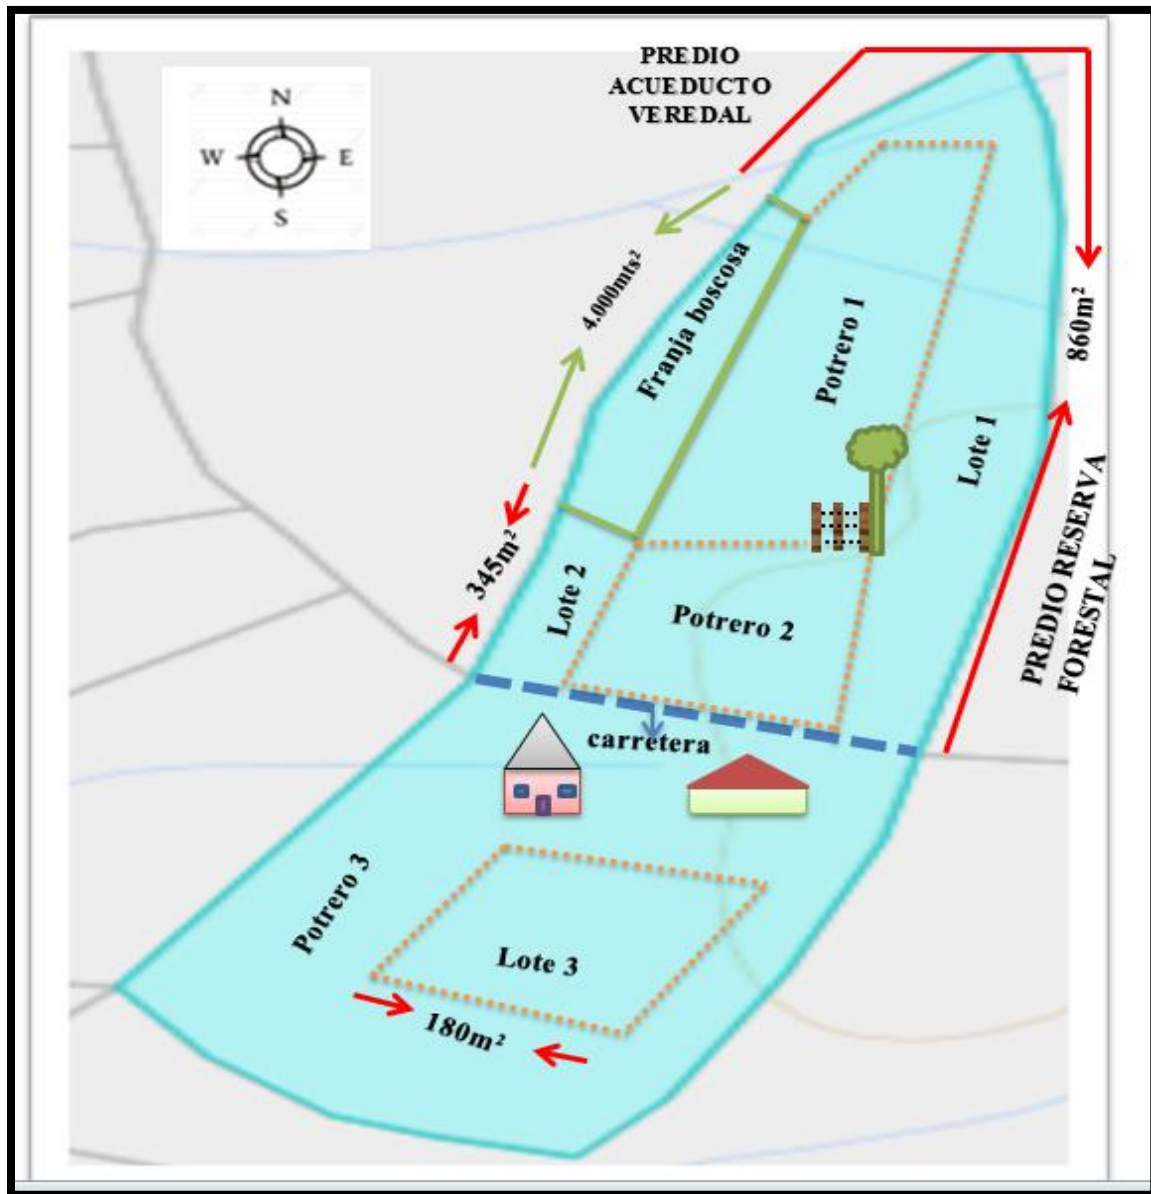 PREDIO
ACUEDUCTO
VEREDAL
N
W E
S
4.000mts²
Franja boscosa
Potrero 1
860m²
Lote 1
345m²
Lote 2
Potrero 2
PREDIO RESERVA
FORESTAL
carretera
Potrero 3
Lote 3
180m²